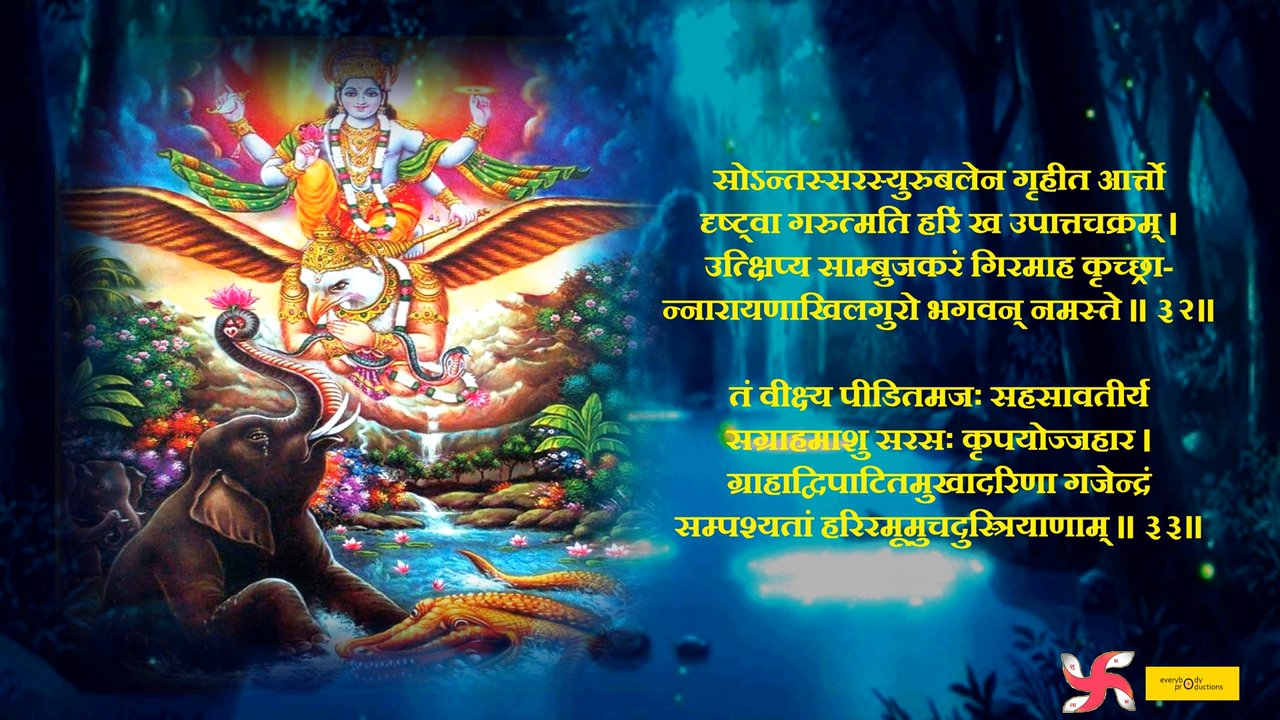 सोऽन्तस्सरस्युरुबलेन गृहीत आर्त्तो
दृष्ट्वा गरुत्मति हरिं ख उपात्तचक्रम् ।
उत्क्षिप्य साम्बुजकरं गिरमाह कृच्छ्रा-
न्नारायणाखिलगुरो भगवन् नमस्ते ॥ ३२॥
तं वीक्ष्य पीडितमजः सहसावतीर्य
सग्राहमाशु सरसः कृपयोज्जहार ।
ग्राहाद्विपाटितमुखादरिणा गजेन्द्रं
सम्पश्यतां हरिरमूमुचदुस्त्रियाणाम् ॥ ३३॥
everybody
productions